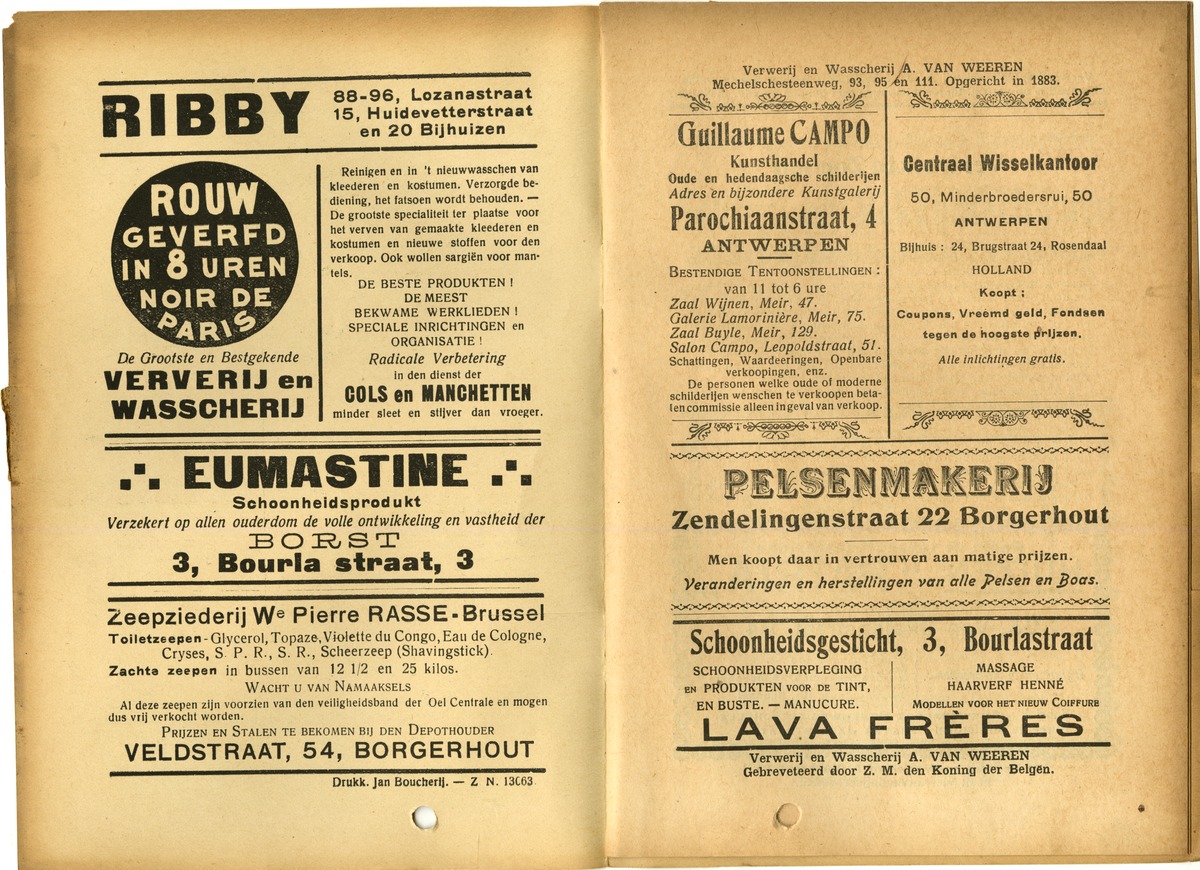 RIBBY
88-96, Lozanastraat
15, Huidevetterstraat
en 20 Bijhuizen
ROUW
GEVERFD
IN 8 UREN
NOIR DE
PARIS
De Grootste en Bestgekende
VERVERIJ en
WASSCHERIJ
Reinigen en in 't nieuwwasschen van
kleederen en kostumen. Verzorgde be-
diening, het fatsoen wordt behouden. —
De grootste specialiteit ter plaatse voor
het verven van gemaakte kleederen en
kostumen en nieuwe stoffen voor den
verkoop. Ook wollen sargiën voor man-
tels.
DE BESTE PRODUKTEN !
DE MEEST
BEKWAME WERKLIEDEN !
SPECIALE INRICHTINGEN en
ORGANISATIE !
Radicale Verbetering
in den dienst der
COLS en MANCHETTEN
minder sleet en stijver dan vroeger.
EUMASTINE
Schoonheidsprodukt
Verzekert op allen ouderdom de volle ontwikkeling en vastheid der
BORST
3, Bourla straat, 3
Zeepziederij We Pierre RASSE-Brussel
Toiletzeepen - Glycerol, Topaze, Violette du Congo, Eau de Cologne,
Cryses, S. P. R., S. R., Scheerzeep (Shavingstick).
Zachte zeepen in bussen van 12 1/2 en 25 kilos.
WACHT U VAN NAMAAKSELS
Al deze zeepen zijn voorzien van den veiligheidsband der Oel Centrale en mogen
dus vrij verkocht worden.
PRIJZEN EN STALEN TE BEKOMEN BIJ DEN DEPOTHOUDER
VELDSTRAAT, 54, BORGERHOUT
Drukk. Jan Boucherij. — Z N. 13063
Verwerij en Wasscherij A. VAN WEEREN
Mechelschesteenweg, 93, 95 en 111. Opgericht in 1883.
Guillaume CAMPO
Kunsthandel
Oude en hedendaagsche schilderijen
Adres en bijzondere Kunstgalerij
Parochiaanstraat, 4
ANTWERPEN
BESTENDIGE TENTOONSTELLINGEN :
van 11 tot 6 ure
Zaal Wijnen, Meir, 47.
Galerie Lamorinière, Meir, 75.
Zaal Buyle, Meir, 129.
Salon Campo, Leopoldstraat, 51.
Schattingen, Waardeeringen, Openbare
verkoopingen, enz.
De personen welke oude of moderne
schilderijen wenschen te verkoopen beta-
len commissie alleen in geval van verkoop.
Centraal Wisselkantoor
50, Minderbroedersrui, 50
ANTWERPEN
Bijhuis : 24, Brugstraat 24, Rosendaal
HOLLAND
Koopt :
Coupons, Vreemd geld, Fondsen
tegen de hoogste prijzen.
Alle inlichtingen gratis.
PELSENMAKERIJ
Zendelingenstraat 22 Borgerhout
Men koopt daar in vertrouwen aan matige prijzen.
Veranderingen en herstellingen van alle Pelsen en Boas.
Schoonheidsgesticht, 3, Bourlastraat
SCHOONHEIDSVERPLEGING
EN PRODUKTEN VOOR DE TINT,
EN BUSTE. — MANUCURE.
MASSAGE
HAARVERF HENNÉ
MODELLEN VOOR HET NIEUW COIFFURE
LAVA FRÈRES
Verwerij en Wasscherij A. VAN WEEREN
Gebreveteerd door Z. M. den Koning der Belgën.